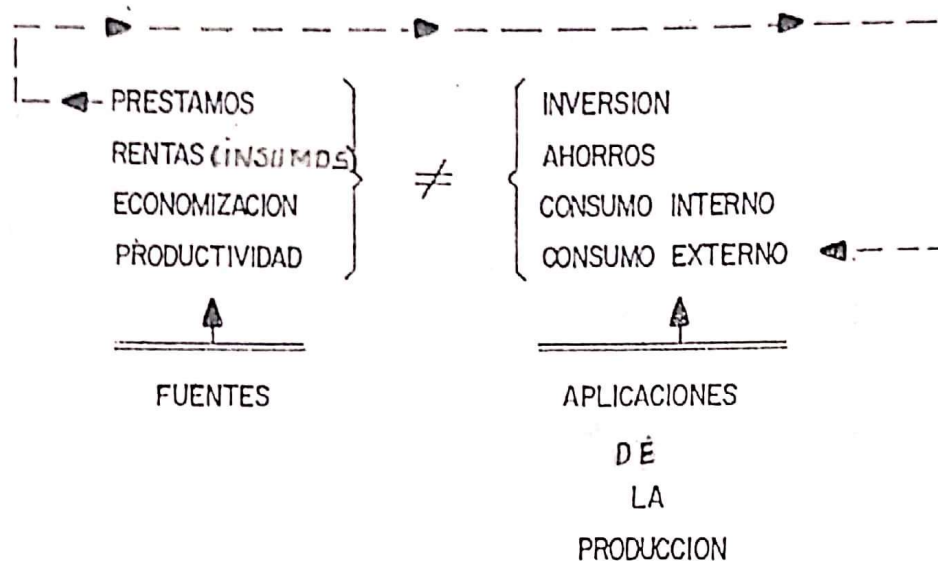 PRESTAMOS
RENTAS (INSUMOS)
ECONOMIZACION
PRODUCTIVIDAD
≠
INVERSION
AHORROS
CONSUMO INTERNO
CONSUMO EXTERNO
FUENTES
APLICACIONES
DE
LA
PRODUCCION